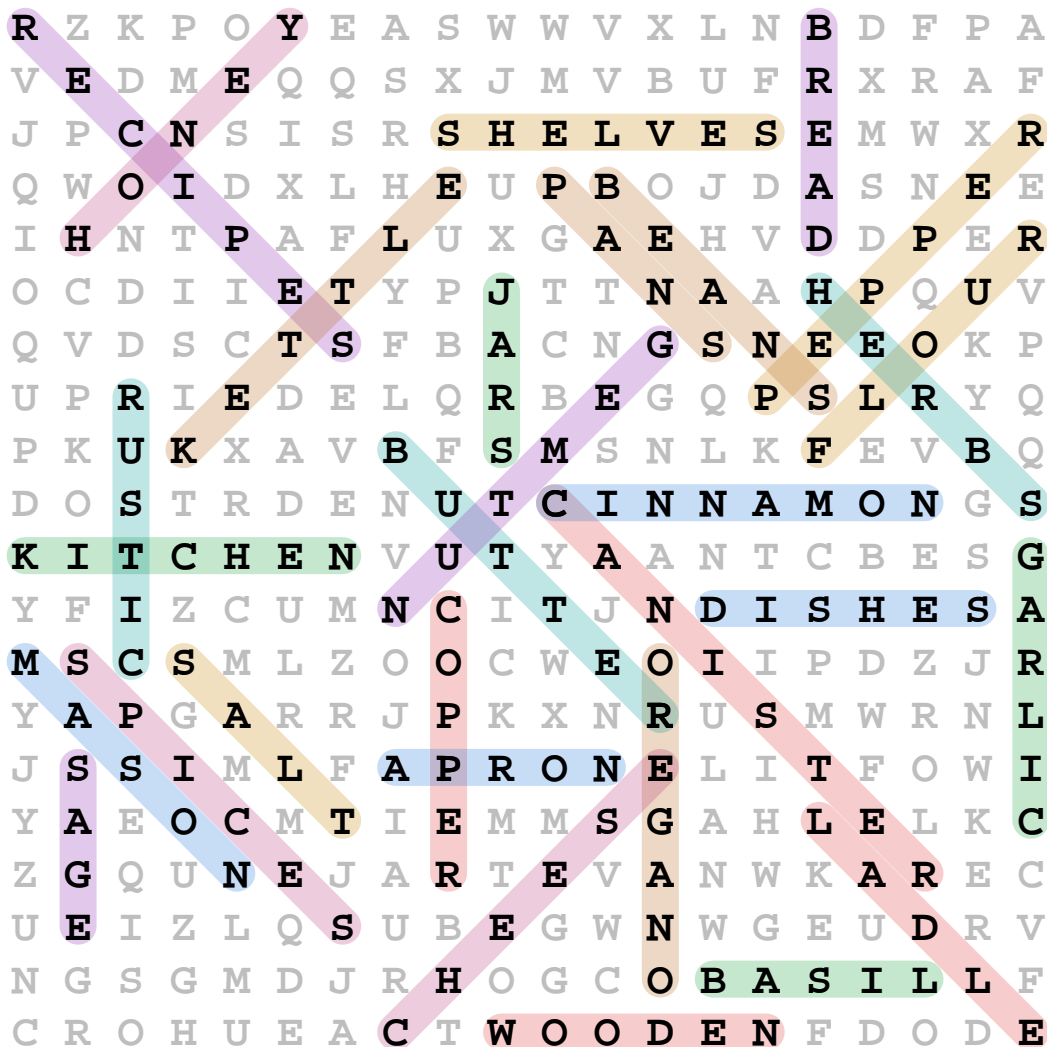 R Z K P O Y E A S W W V X L N B D F P A
V E D M E Q Q S X J M V B U F R X R A F
J P C N S I S R S H E L V E S E M W X R
Q W O I D X L H E U P B O J D A S N E E
I H N T P A F L U X G A E H V D D P E R
O C D I I E T Y P J T T N A A H P Q U V
Q V D S C T S F B A C N G S N E E O K P
U P R I E D E L Q R B E G Q P S L R Y Q
P K U K X A V B F S M S N L K F E V B Q
D O S T R D E N U T C I N N A M O N G S
K I T C H E N V U T Y A A N T C B E S G
Y F I Z C U M N C I T J N D I S H E S A
M S C S M L Z O O C W E O I I P D Z J R
Y A P G A R R J P K X N R U S M W R N L
J S S I M L F A P R O N E L I T F O W I
Y A E O C M T I E M M S G A H L E L K C
Z G Q U N E J A R T E V A N W K A R E C
U E I Z L Q S U B E G W N W G E U D R V
N G S G M D J R H O G C O B A S I L L F
C R O H U E A C T W O O D E N F D O D E